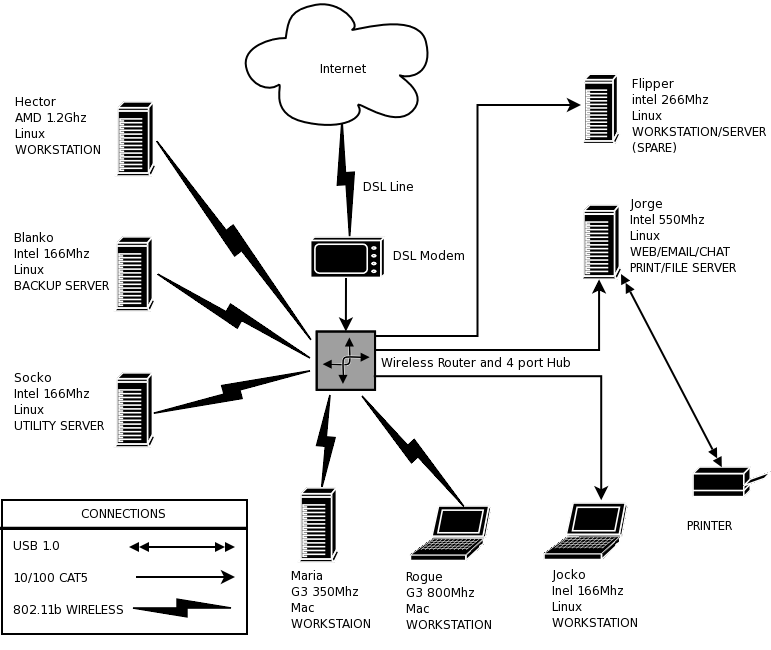 Internet
Hector
AMD 1.2Ghz
Linux
WORKSTATION
Flipper
intel 266Mhz
Linux
WORKSTATION/SERVER
(SPARE)
DSL Line
Jorge
Intel 550Mhz
Linux
WEB/EMAIL/CHAT
PRINT/FILE SERVER
Blanko
Intel 166Mhz
Linux
BACKUP SERVER
DSL Modem
Wireless Router and 4 port Hub
Socko
Intel 166Mhz
Linux
UTILITY SERVER
PRINTER
CONNECTIONS
USB 1.0
10/100 CAT5
802.11b WIRELESS
Maria
G3 350Mhz
Mac
WORKSTAION
Rogue
G3 800Mhz
Mac
WORKSTATION
Jocko
Inel 166Mhz
Linux
WORKSTATION